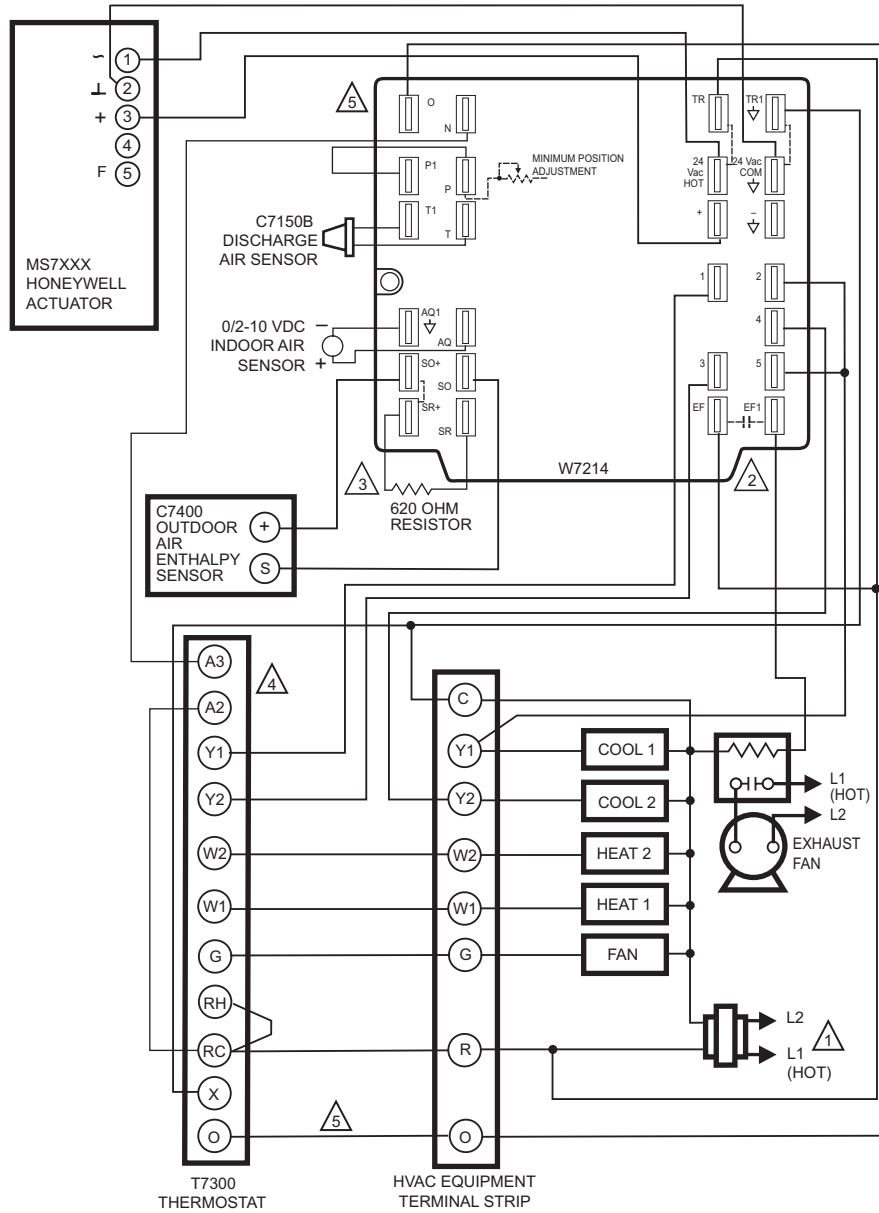 ~ 1
⊥ 2
+ 3
4
F 5
MS7XXX
HONEYWELL
ACTUATOR
5
O
N
P1
P
MINIMUM POSITION
ADJUSTMENT
T1
T
C7150B
DISCHARGE
AIR SENSOR
TR
TR1
24
Vac
HOT
24 Vac
COM
+
–
1
2
4
3
5
EF
EF1
0/2-10 VDC –
INDOOR AIR
SENSOR +
AQ1
AQ
SO+
SO
SR+
SR
W7214
3
2
620 OHM
RESISTOR
C7400
OUTDOOR
AIR
ENTHALPY
SENSOR
+
S
A3
4
A2
Y1
Y2
W2
W1
G
RH
RC
X
O
5
T7300
THERMOSTAT
C
Y1
Y2
W2
W1
G
R
O
HVAC EQUIPMENT
TERMINAL STRIP
COOL 1
COOL 2
HEAT 2
HEAT 1
FAN
L1
(HOT)
L2
EXHAUST
FAN
L2
L1
(HOT)
1